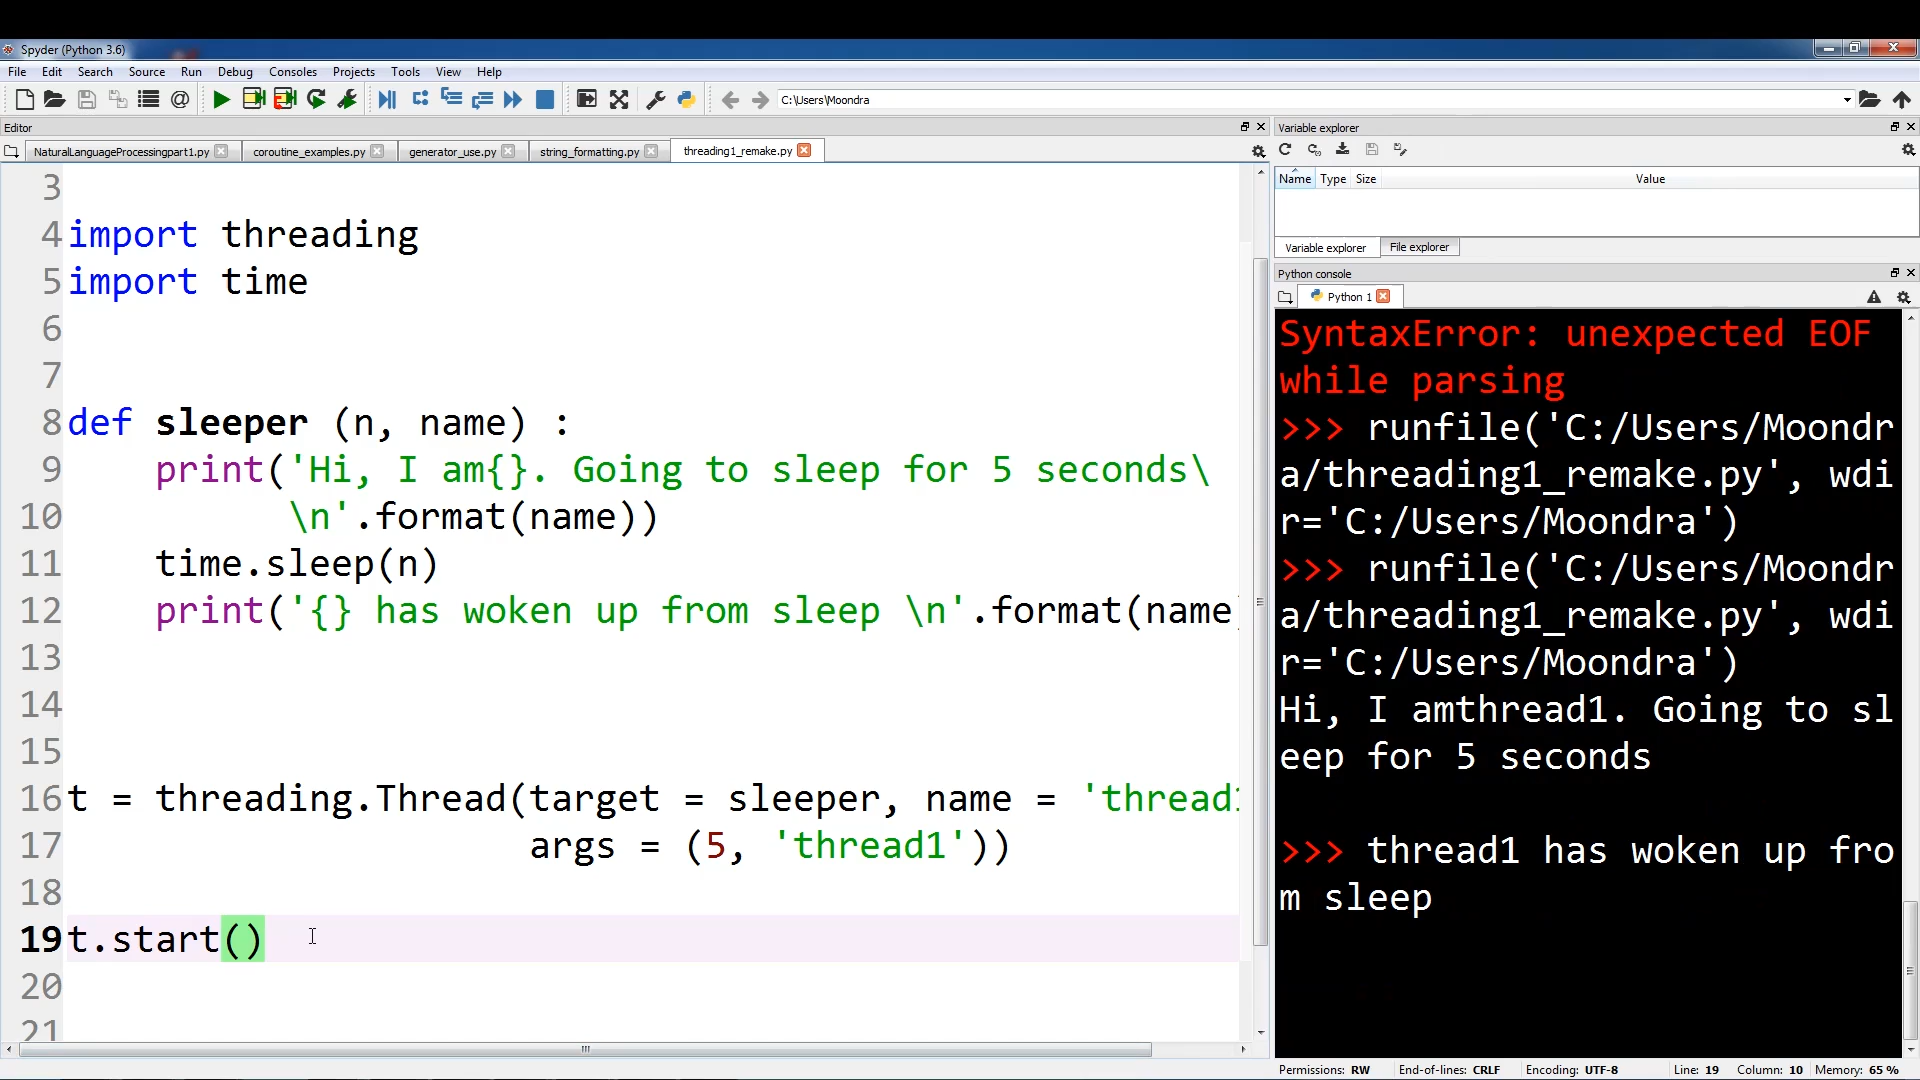 Spyder (Python 3.6)
File Edit Search Source Run Debug Consoles Projects Tools View Help
C:\Users\Moondra
Editor
NaturalLanguageProcessingpart1.py coroutine_examples.py generator_use.py string_formatting.py threading1_remake.py
3
4 import threading
5 import time
6
7
8 def sleeper (n, name) :
9 print('Hi, I am{}. Going to sleep for 5 seconds\
10 \n'.format(name))
11 time.sleep(n)
12 print('{} has woken up from sleep \n'.format(name
13
14
15
16 t = threading.Thread(target = sleeper, name = 'thread1
17 args = (5, 'thread1'))
18
19 t.start()
20
21
Variable explorer
Name Type Size Value
Variable explorer File explorer
Python console
Python 1
SyntaxError: unexpected EOF
while parsing
>>> runfile('C:/Users/Moondr
a/threading1_remake.py', wdi
r='C:/Users/Moondra')
>>> runfile('C:/Users/Moondr
a/threading1_remake.py', wdi
r='C:/Users/Moondra')
Hi, I amthread1. Going to sl
eep for 5 seconds
>>> thread1 has woken up fro
m sleep
Permissions: RW End-of-lines: CRLF Encoding: UTF-8 Line: 19 Column: 10 Memory: 65 %